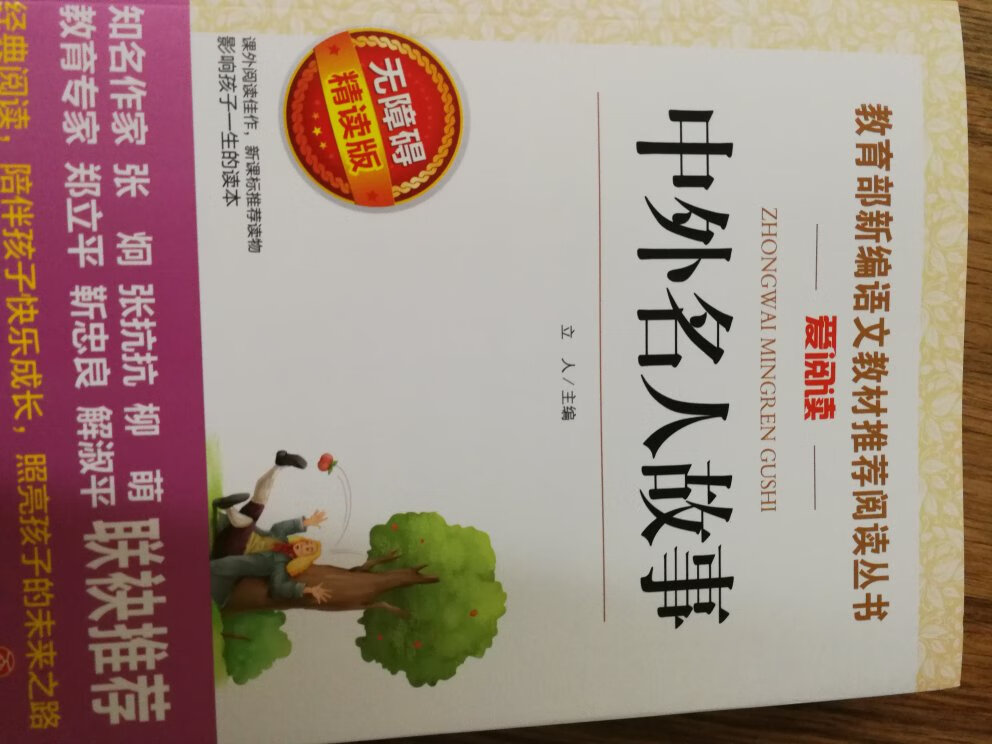 教育部新编语文教材推荐阅读丛书
爱阅读
ZHONGWAI MINGREN GUSHI
中外名人故事
立 人/主编
无障碍
精读版
课外阅读佳作，新课标推荐读物
影响孩子一生的读本
知名作家 张 炯 张抗抗 柳 萌
教育专家 郑立平 靳忠良 解淑平
联袂推荐
经典阅读，陪伴孩子快乐成长，照亮孩子的未来之路